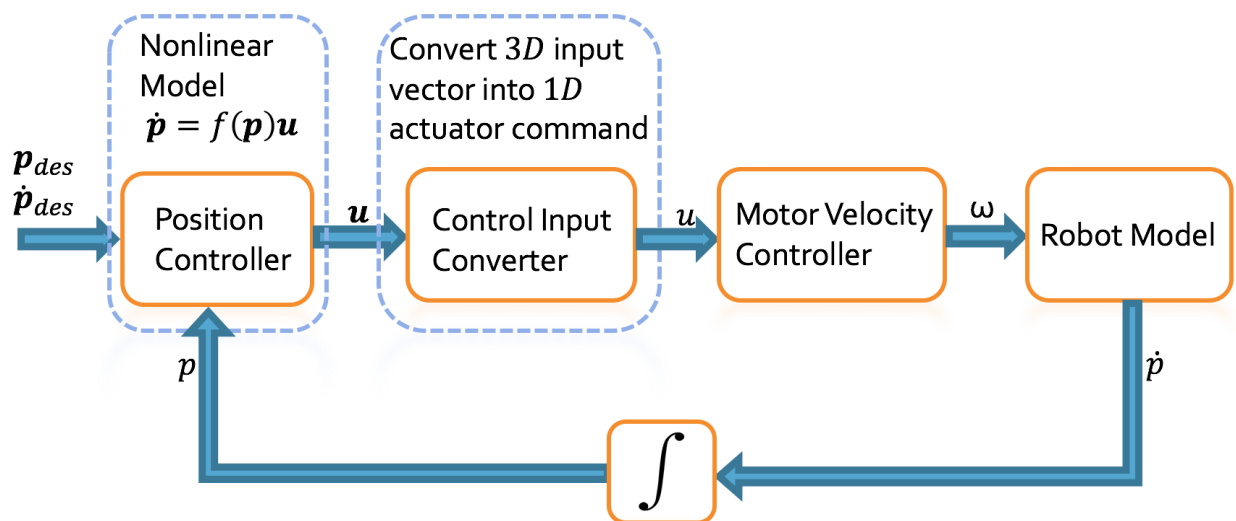 Nonlinear
Model
ṗ = f(p)u
Convert 3D input
vector into 1D
actuator command
p_des
ṗ_des
Position
Controller
u
Control Input
Converter
u
Motor Velocity
Controller
ω
Robot Model
p
ṗ
∫